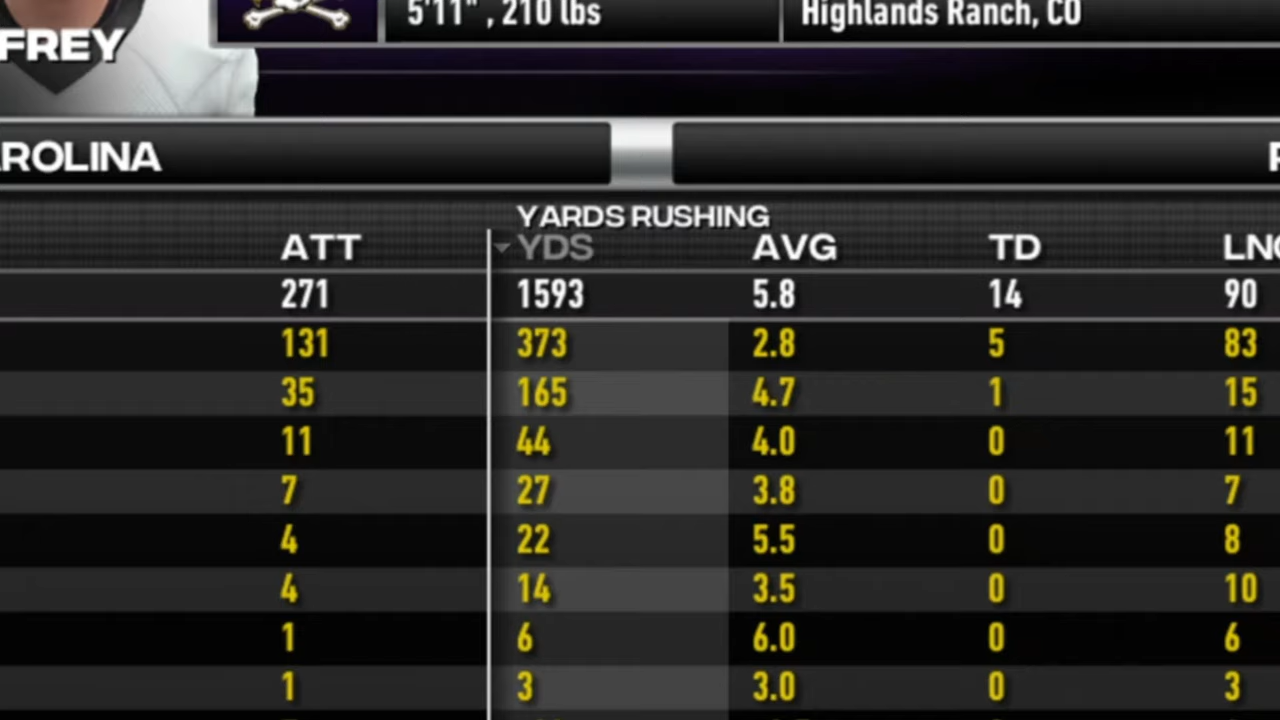 5'11" , 210 lbs Highlands Ranch, CO
FREY
ROLINA
YARDS RUSHING
ATT YDS AVG TD
271 1593 5.8 14 90
131 373 2.8 5 83
35 165 4.7 1 15
11 44 4.0 0 11
7 27 3.8 0 7
4 22 5.5 0 8
4 14 3.5 0 10
1 6 6.0 0 6
1 3 3.0 0 3